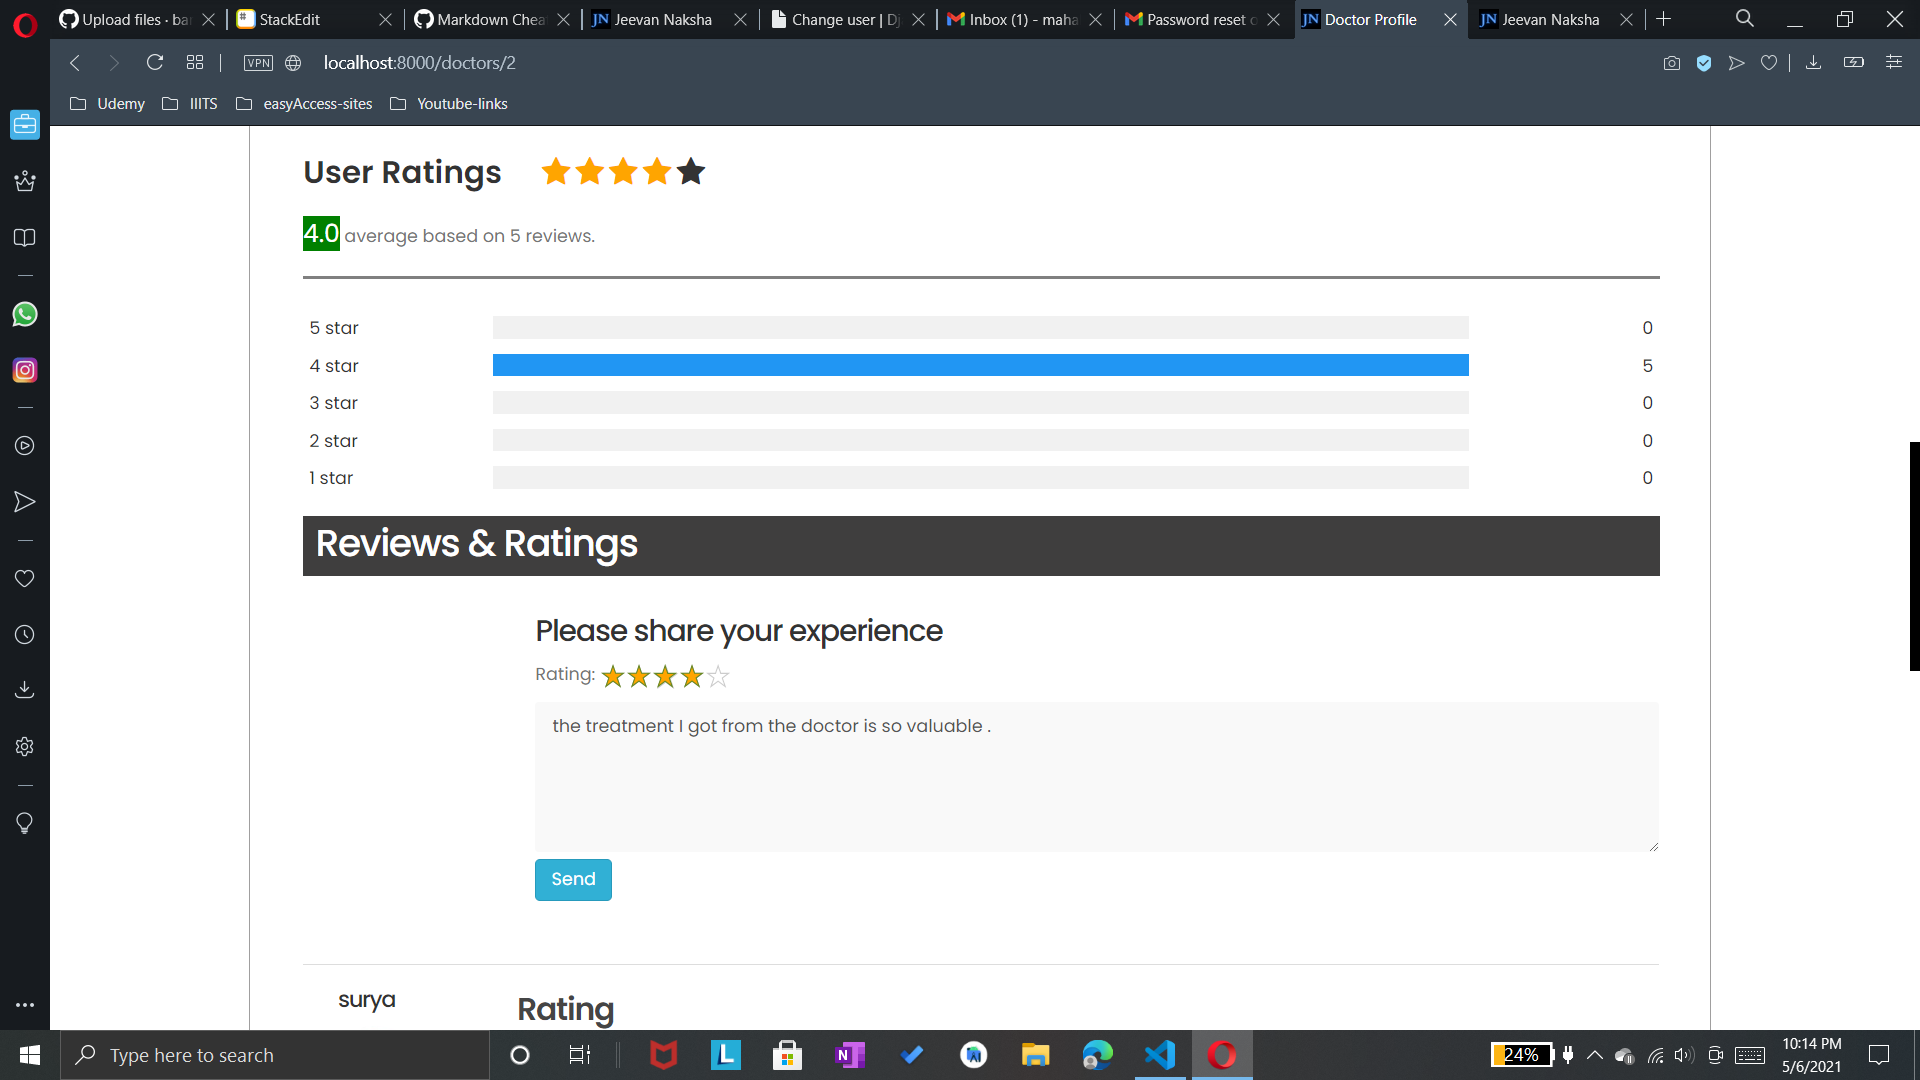 Upload files · bar
StackEdit
Markdown Chea
JN Jeevan Naksha
Change user | Dj
Inbox (1) - maha
Password reset o
JN Doctor Profile
JN Jeevan Naksha
VPN
localhost:8000/doctors/2
Udemy
IIITS
easyAccess-sites
Youtube-links
User Ratings
4.0 average based on 5 reviews.
5 star 0
4 star 5
3 star 0
2 star 0
1 star 0
Reviews & Ratings
Please share your experience
Rating:
the treatment I got from the doctor is so valuable .
Send
surya
Rating
Type here to search
L
N
24%
10:14 PM
5/6/2021